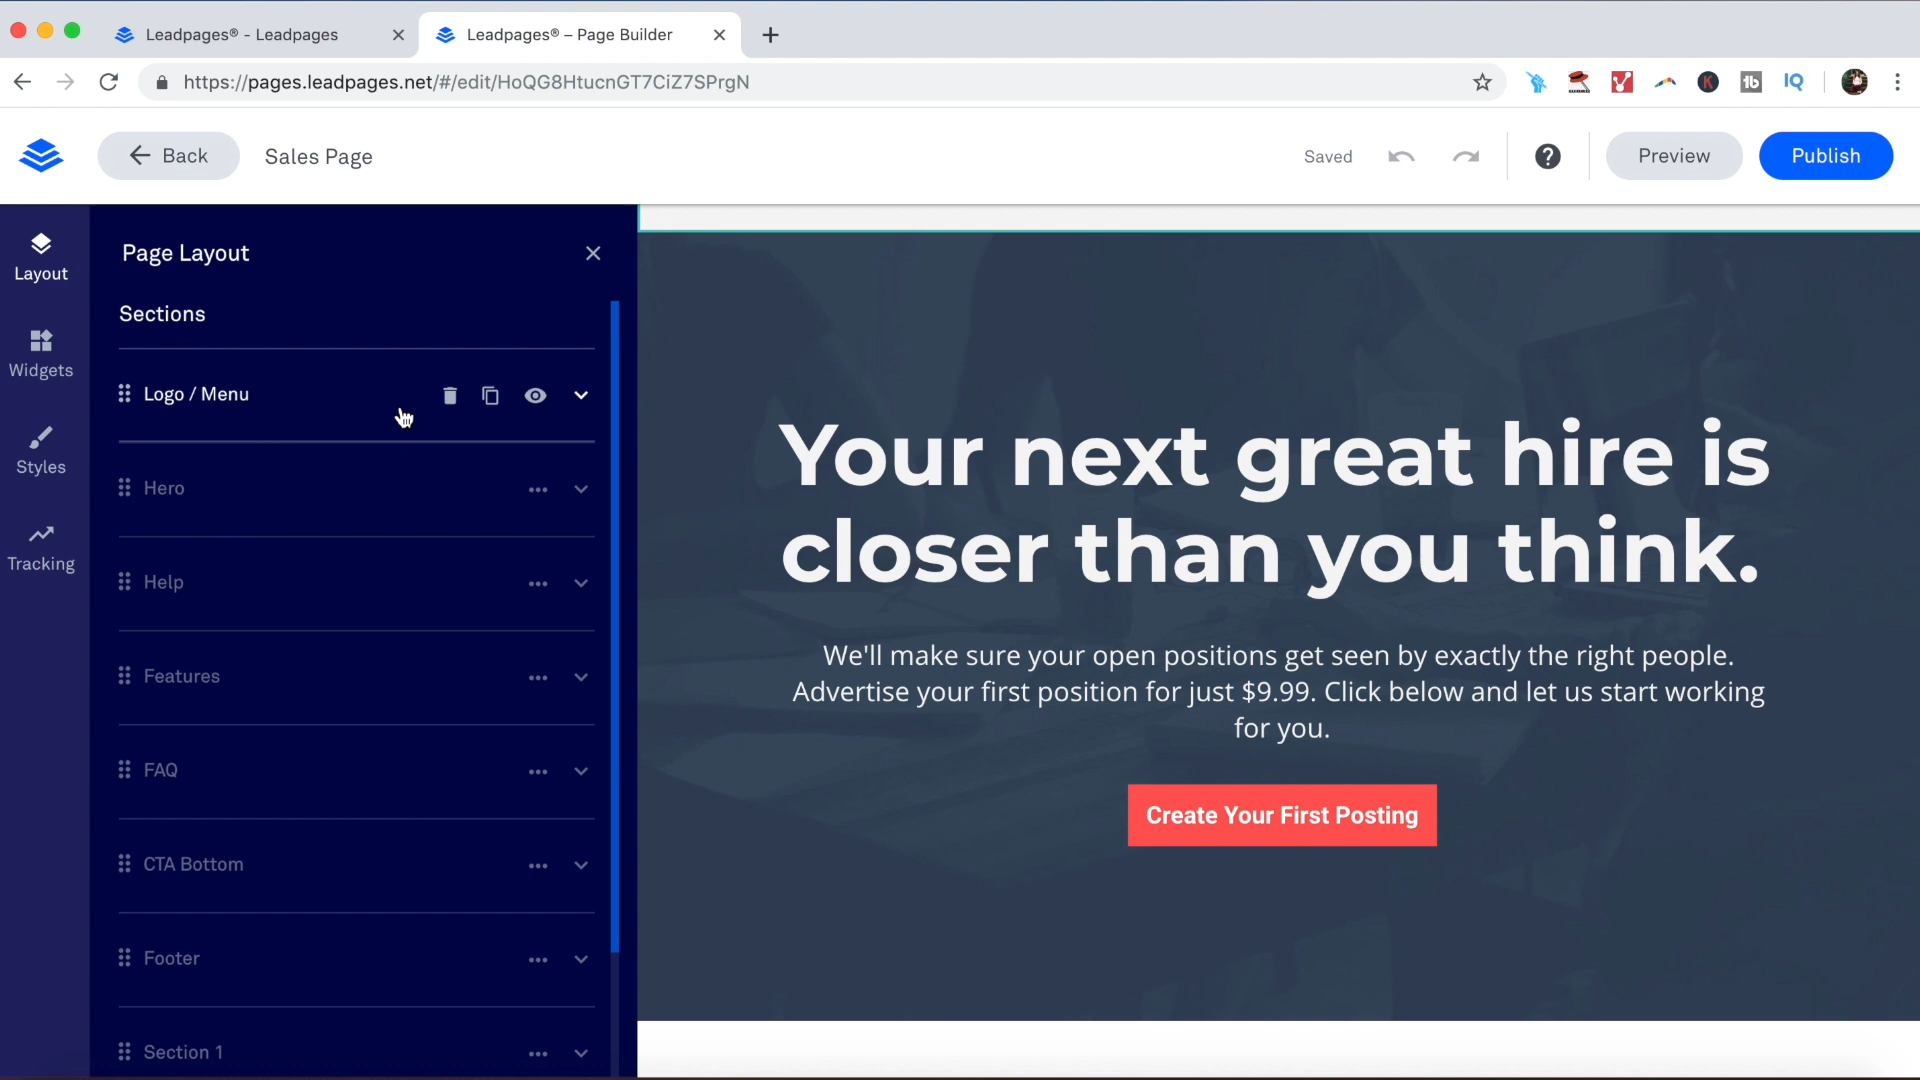 Leadpages® - Leadpages
Leadpages® – Page Builder
https://pages.leadpages.net/#/edit/HoQG8HtucnGT7CiZ7SPrgN
K
tb
IQ
Back
Sales Page
Saved
?
Preview
Publish
Layout
Widgets
Styles
Tracking
Page Layout
Sections
Logo / Menu
Hero
Help
Features
FAQ
CTA Bottom
Footer
Section 1
Your next great hire is
closer than you think.
We'll make sure your open positions get seen by exactly the right people.
Advertise your first position for just $9.99. Click below and let us start working
for you.
Create Your First Posting